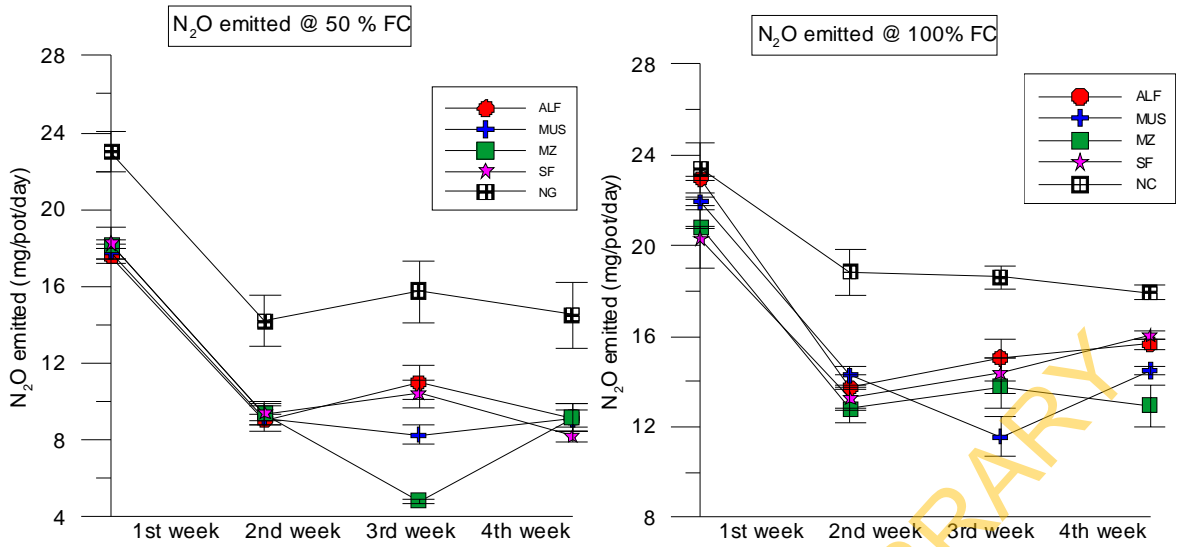 N₂O emitted @ 50 % FC
N₂O emitted (mg/pot/day)
28
24
20
16
12
8
4
ALF
MUS
MZ
SF
NG
1st week 2nd week 3rd week 4th week
N₂O emitted @ 100% FC
N₂O emitted (mg/pot/day)
28
24
20
16
12
8
ALF
MUS
MZ
SF
NC
1st week 2nd week 3rd week 4th week
RARY